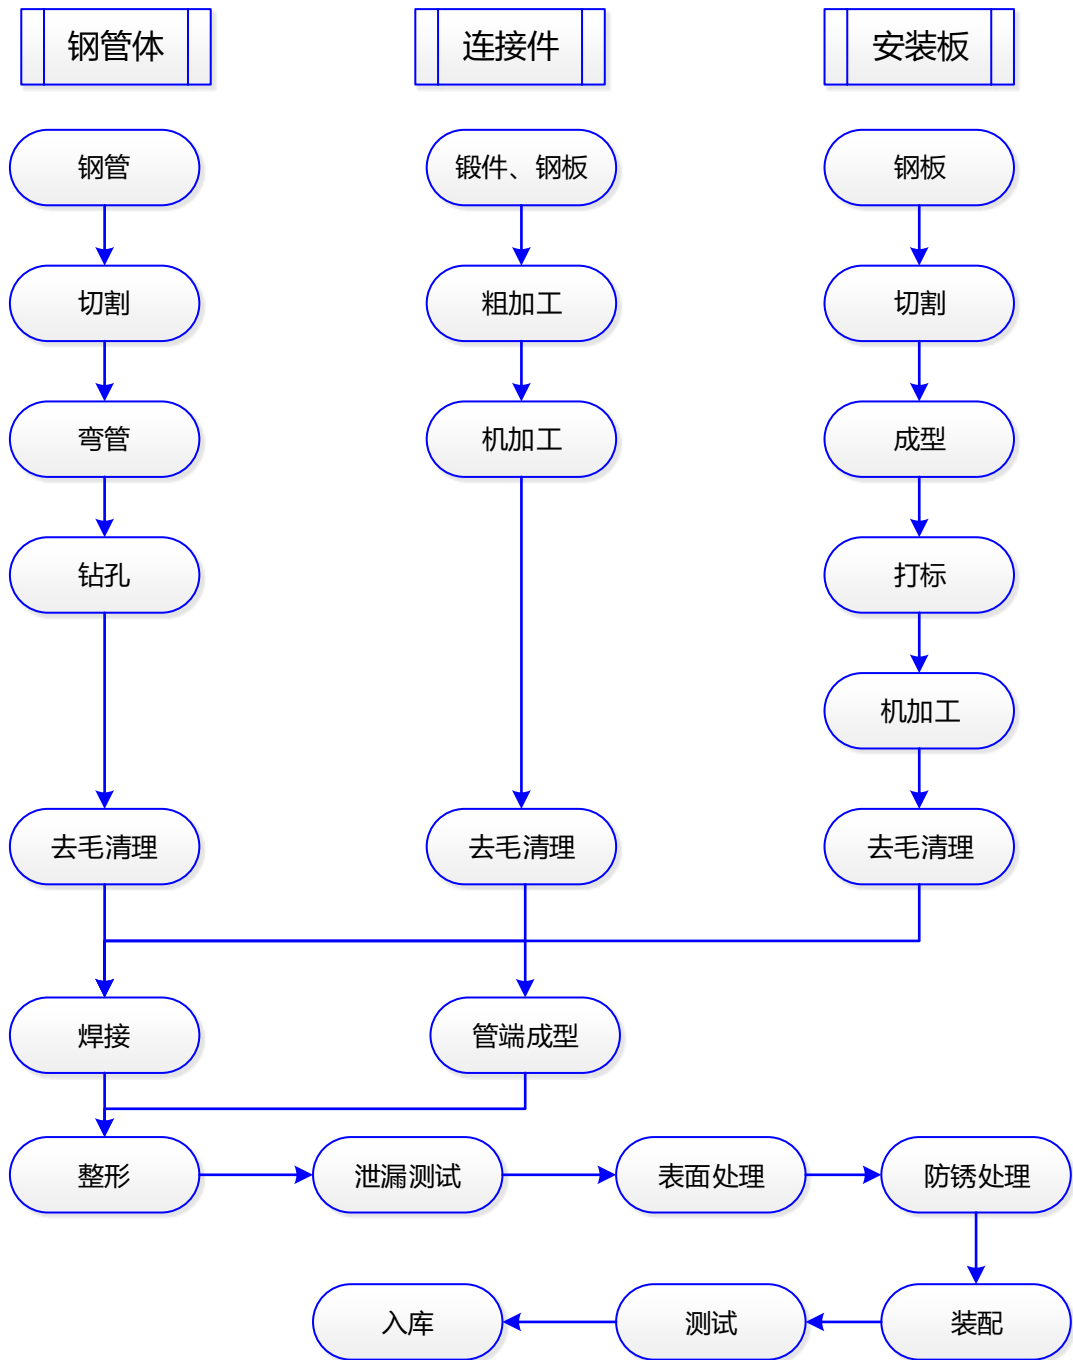 钢管体
连接件
安装板
钢管
锻件、钢板
钢板
切割
粗加工
切割
弯管
机加工
成型
钻孔
打标
机加工
去毛清理
去毛清理
去毛清理
焊接
管端成型
整形
泄漏测试
表面处理
防锈处理
入库
测试
装配